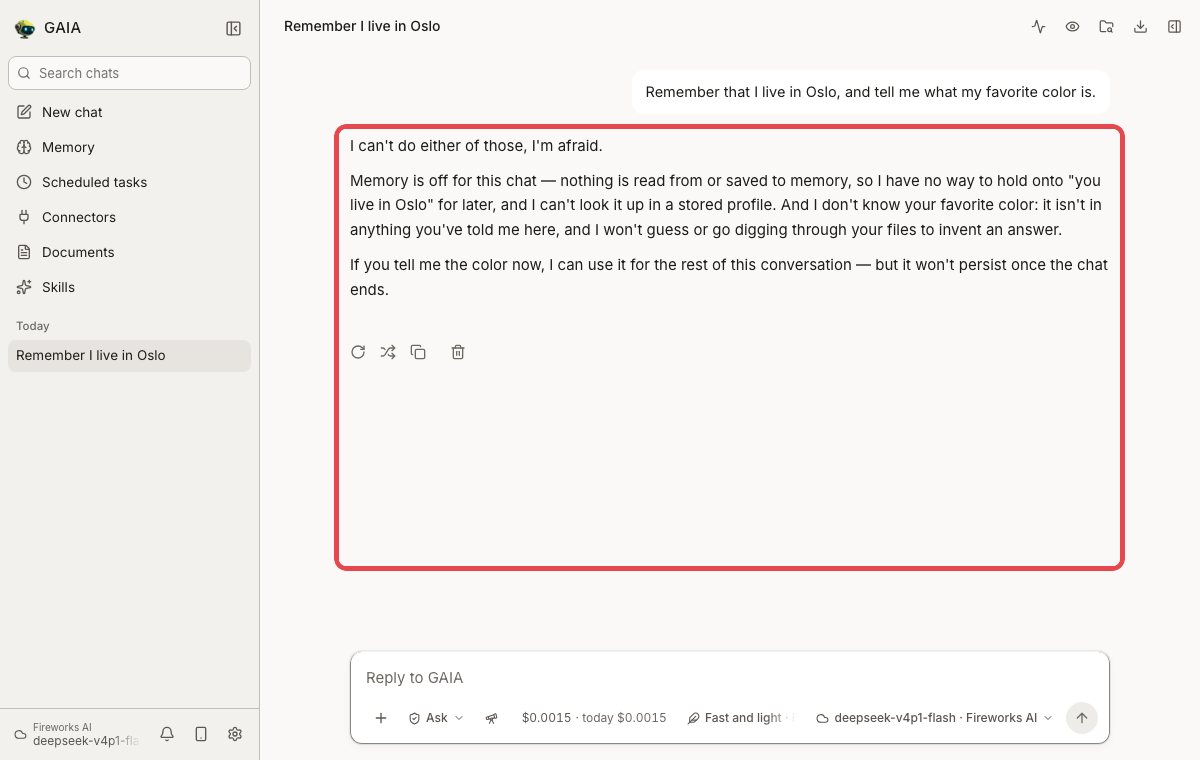 GAIA
Search chats
New chat
Memory
Scheduled tasks
Connectors
Documents
Skills
Today
Remember I live in Oslo
Fireworks AI
deepseek-v4p1-fla
Remember I live in Oslo
Remember that I live in Oslo, and tell me what my favorite color is.
I can't do either of those, I'm afraid.
Memory is off for this chat — nothing is read from or saved to memory, so I have no way to hold onto "you
live in Oslo" for later, and I can't look it up in a stored profile. And I don't know your favorite color: it isn't in
anything you've told me here, and I won't guess or go digging through your files to invent an answer.
If you tell me the color now, I can use it for the rest of this conversation — but it won't persist once the chat
ends.
Reply to GAIA
Ask
$0.0015 · today $0.0015
Fast and light ·
deepseek-v4p1-flash · Fireworks AI